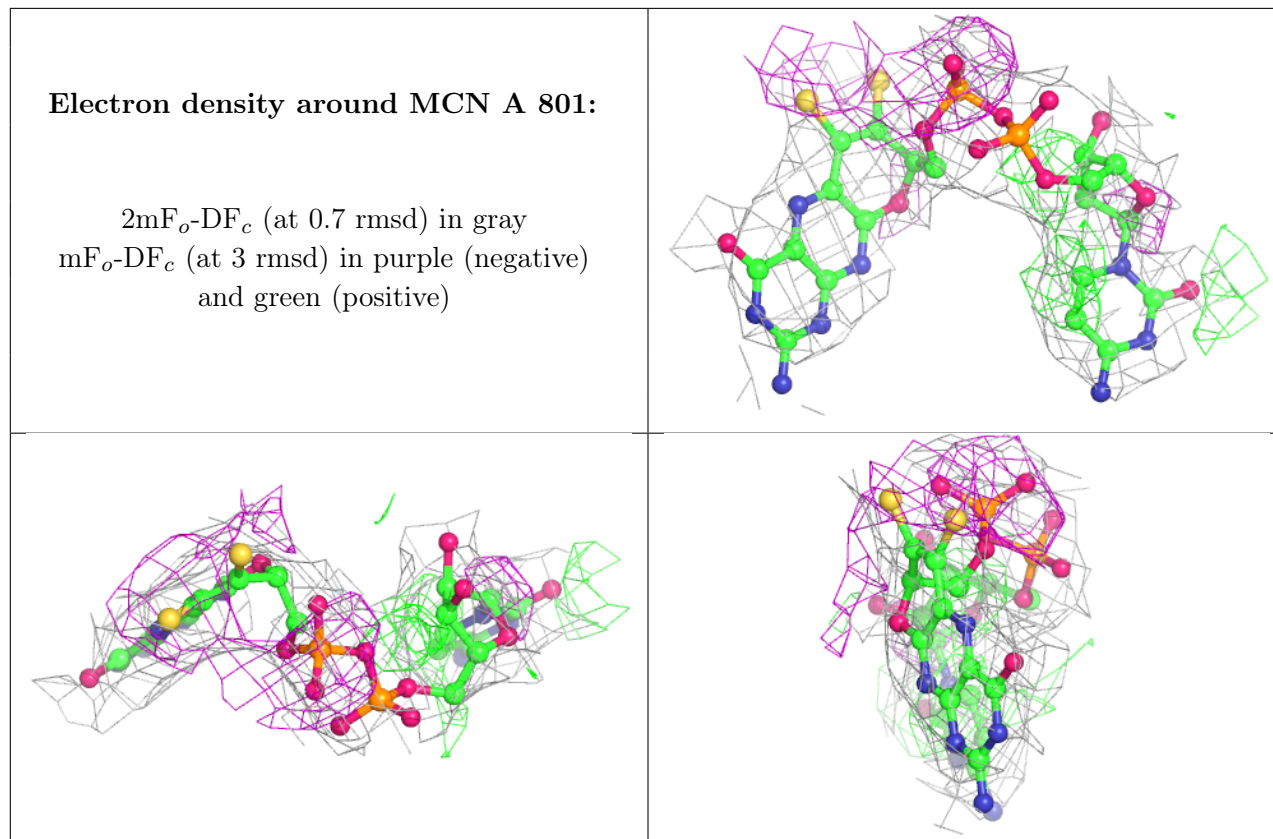 Electron density around MCN A 801:
2mFo-DFc (at 0.7 rmsd) in gray
mFo-DFc (at 3 rmsd) in purple (negative)
and green (positive)